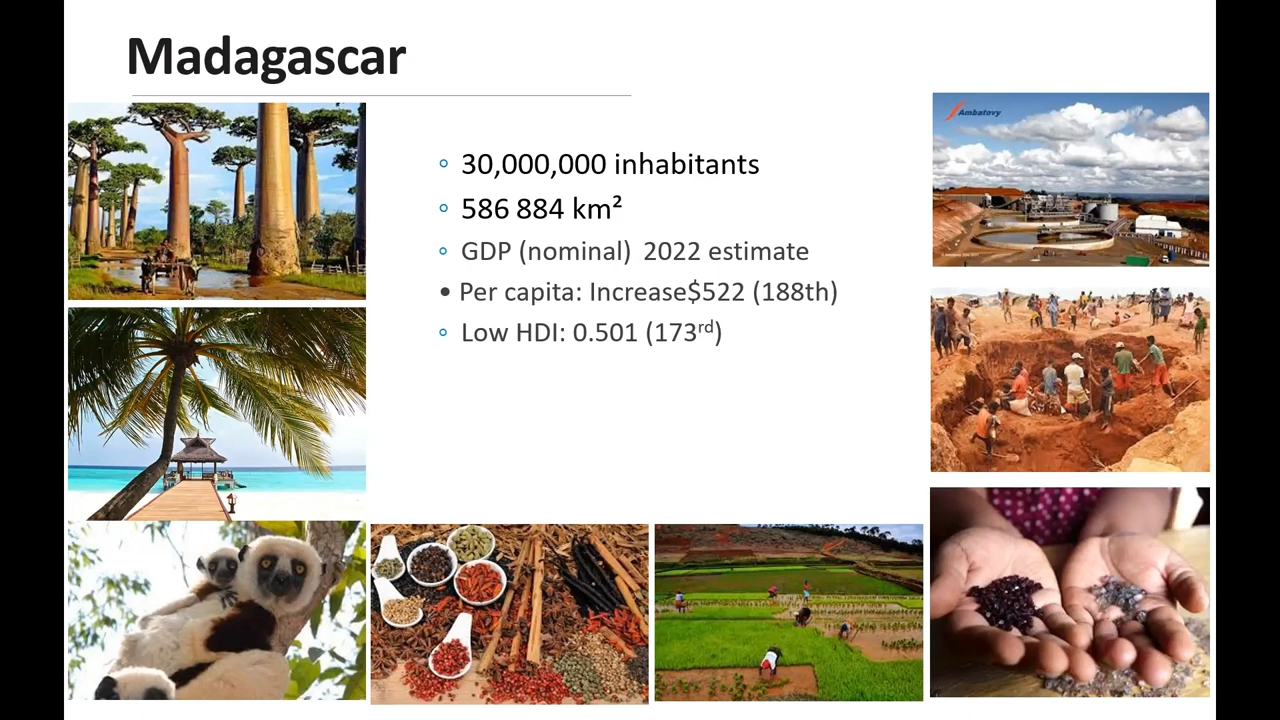 Madagascar
Ambatovy
◦ 30,000,000 inhabitants
◦ 586 884 km²
◦ GDP (nominal) 2022 estimate
• Per capita: Increase$522 (188th)
◦ Low HDI: 0.501 (173rd)